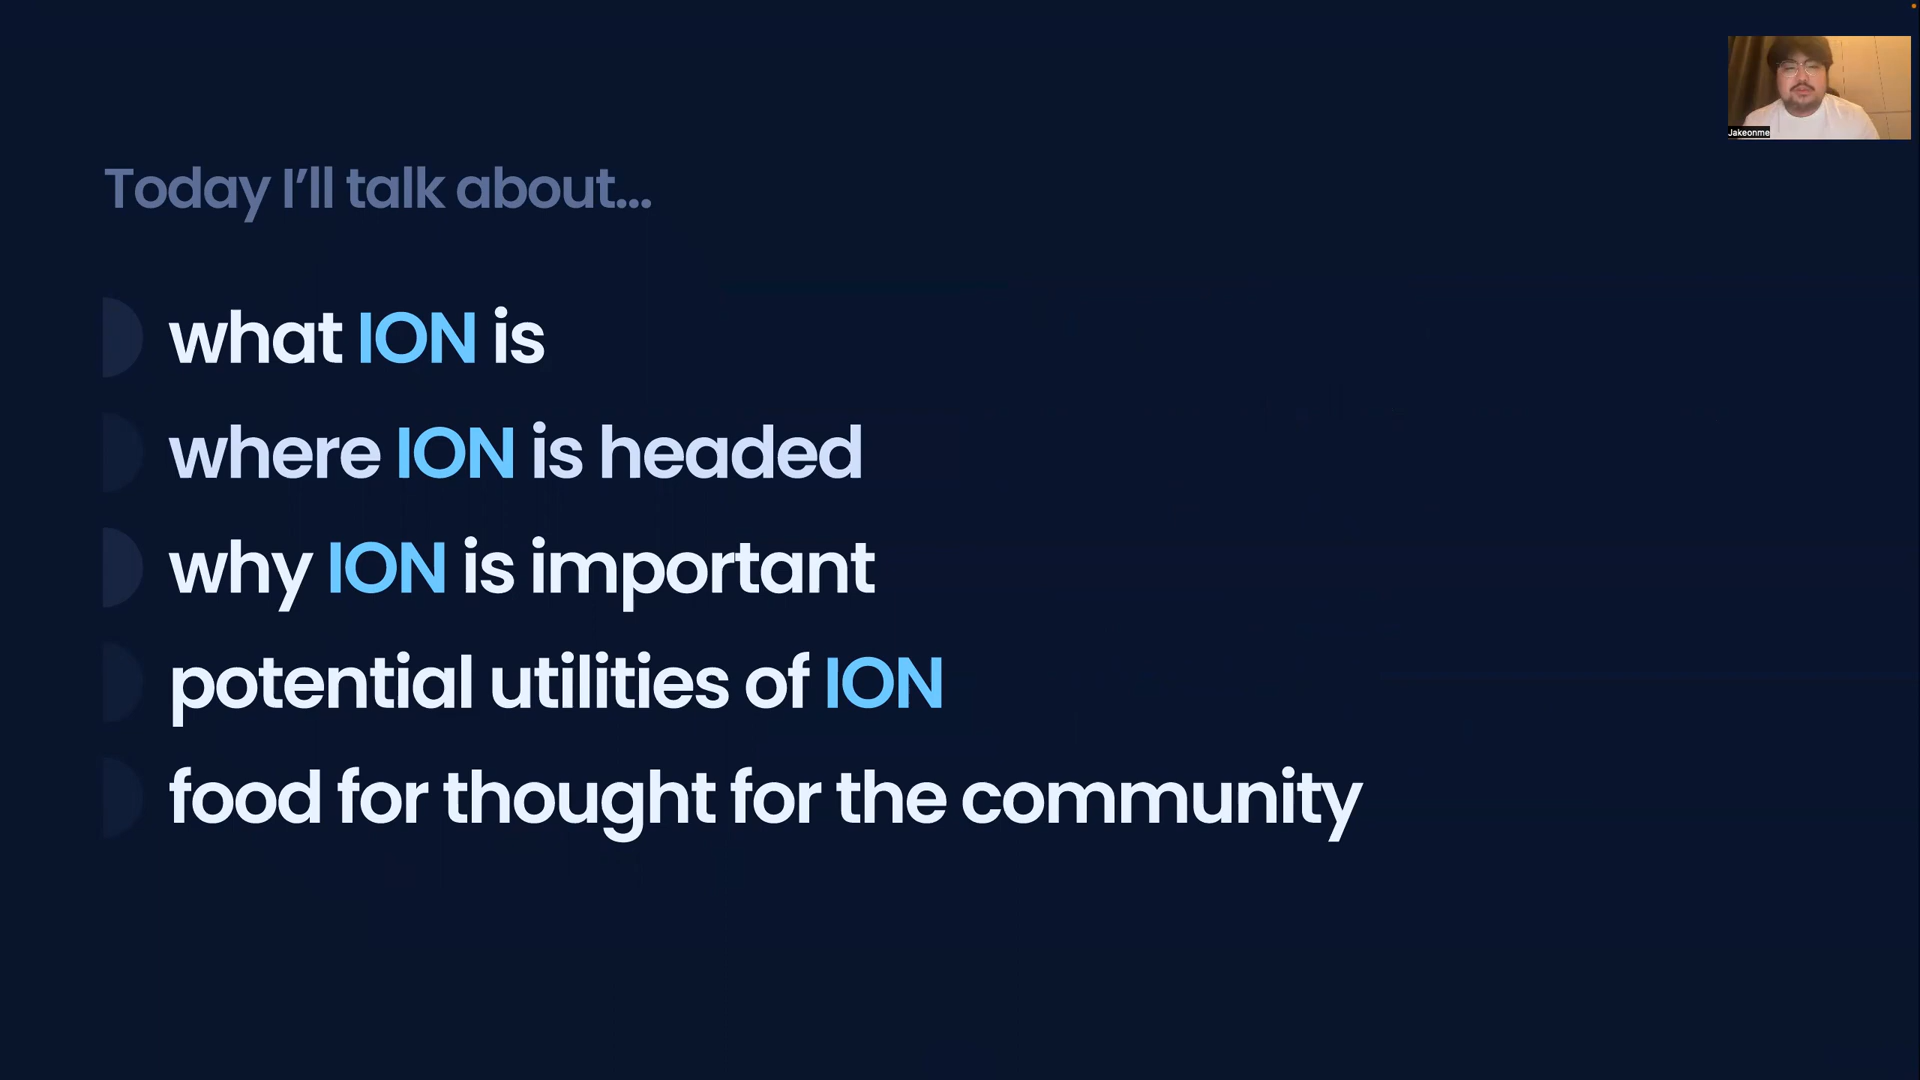 Jakeonme
Today I’ll talk about...
what ION is
where ION is headed
why ION is important
potential utilities of ION
food for thought for the community